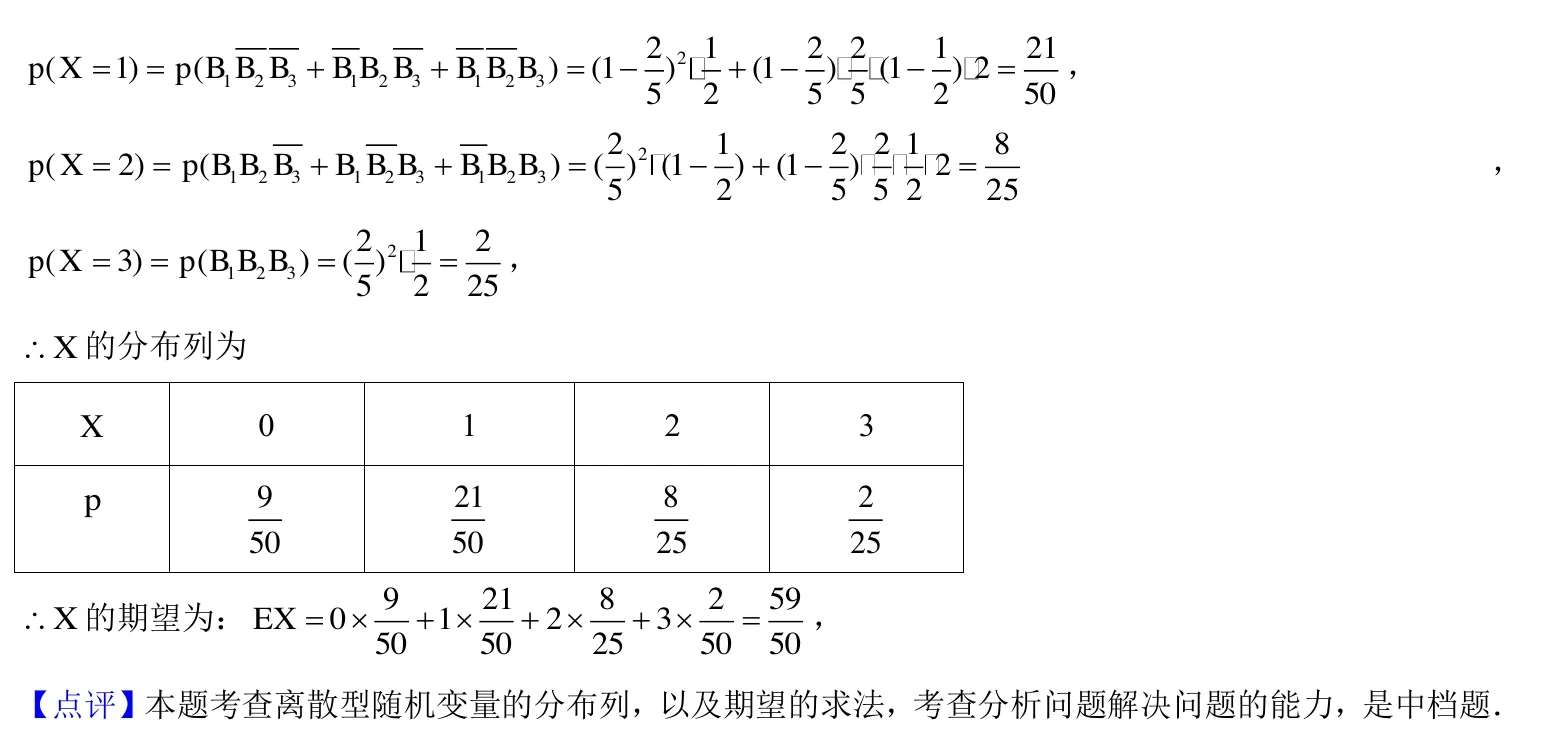 p(X=1)=p(B₁B̅₂B̅₃+B̅₁B₂B̅₃+B̅₁B̅₂B₃)=(1−2/5)²□1/2+(1−2/5)□2/5□(1−1/2)□2=21/50，
p(X=2)=p(B₁B₂B̅₃+B₁B̅₂B₃+B̅₁B₂B₃)=(2/5)²□(1−1/2)+(1−2/5)□2/5□1/2□2=8/25，
p(X=3)=p(B₁B₂B₃)=(2/5)²□1/2=2/25，
∴X的分布列为
X 0 1 2 3
p 9/50 21/50 8/25 2/25
∴X的期望为：EX=0×9/50+1×21/50+2×8/25+3×2/50=59/50，
【点评】本题考查离散型随机变量的分布列，以及期望的求法，考查分析问题解决问题的能力，是中档题．